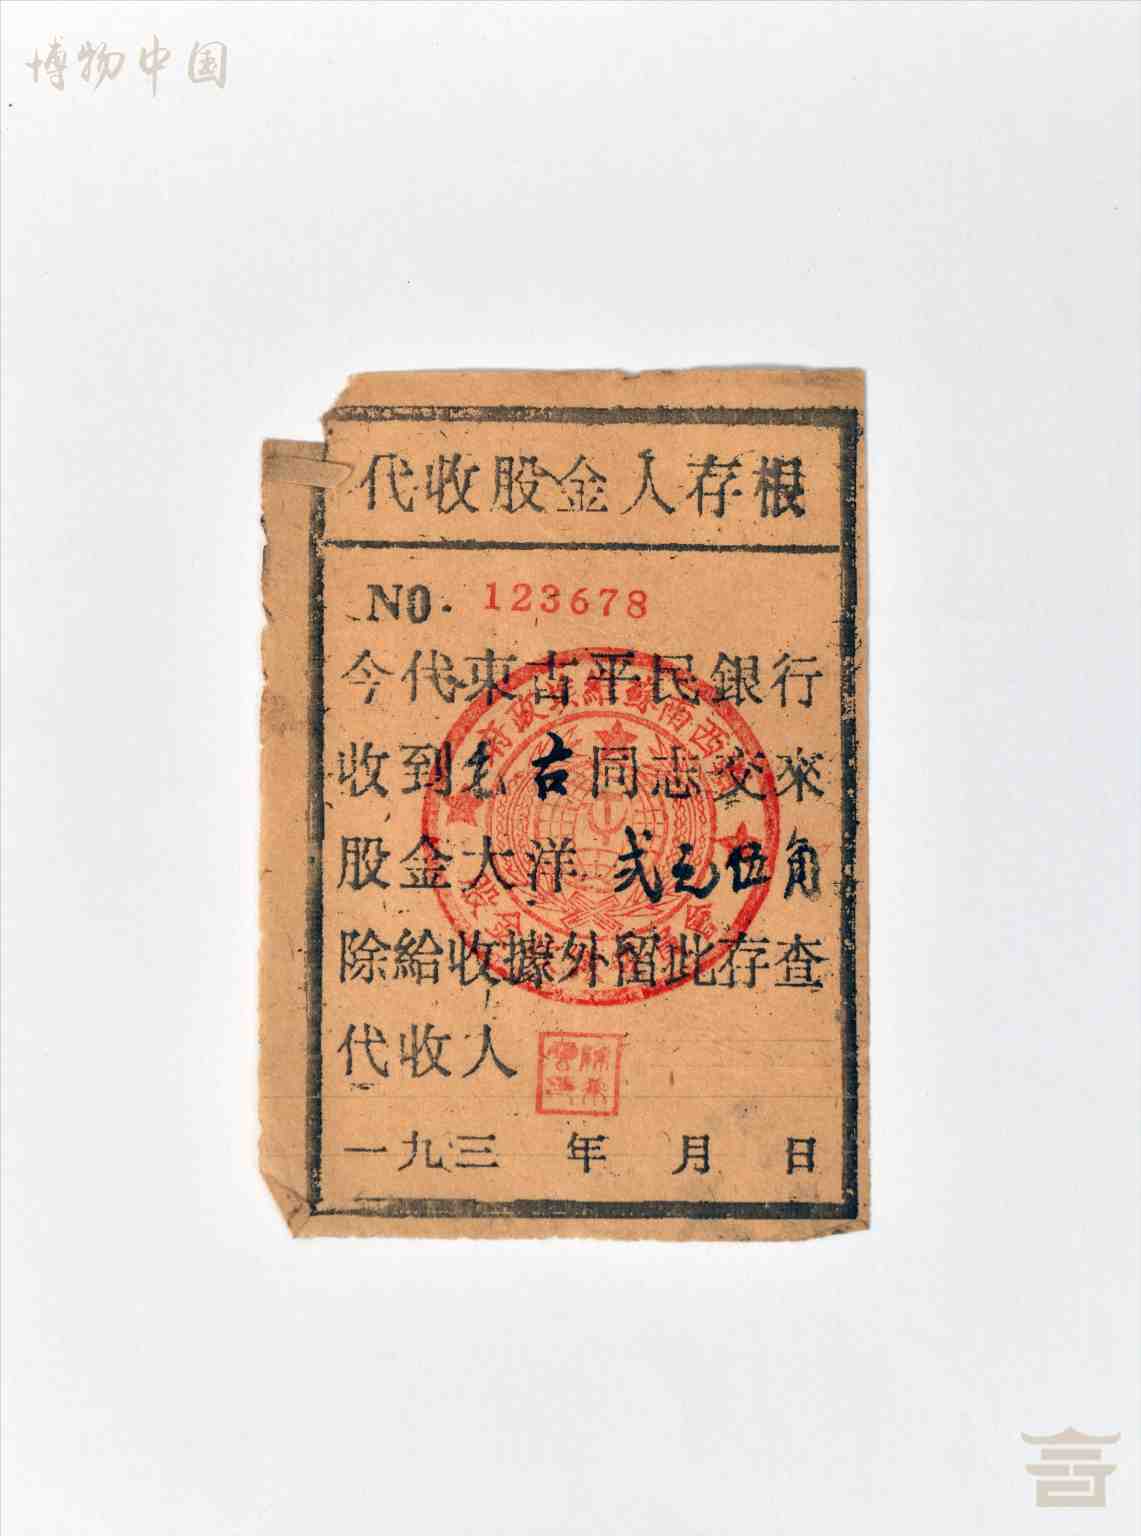 博物中国
代收股金人存根
NO. 123678
今代東古平民銀行
收到 古同志交來
股金大洋 弍元伍角
除給收據外留此存查
代收人
一九三 年 月 日